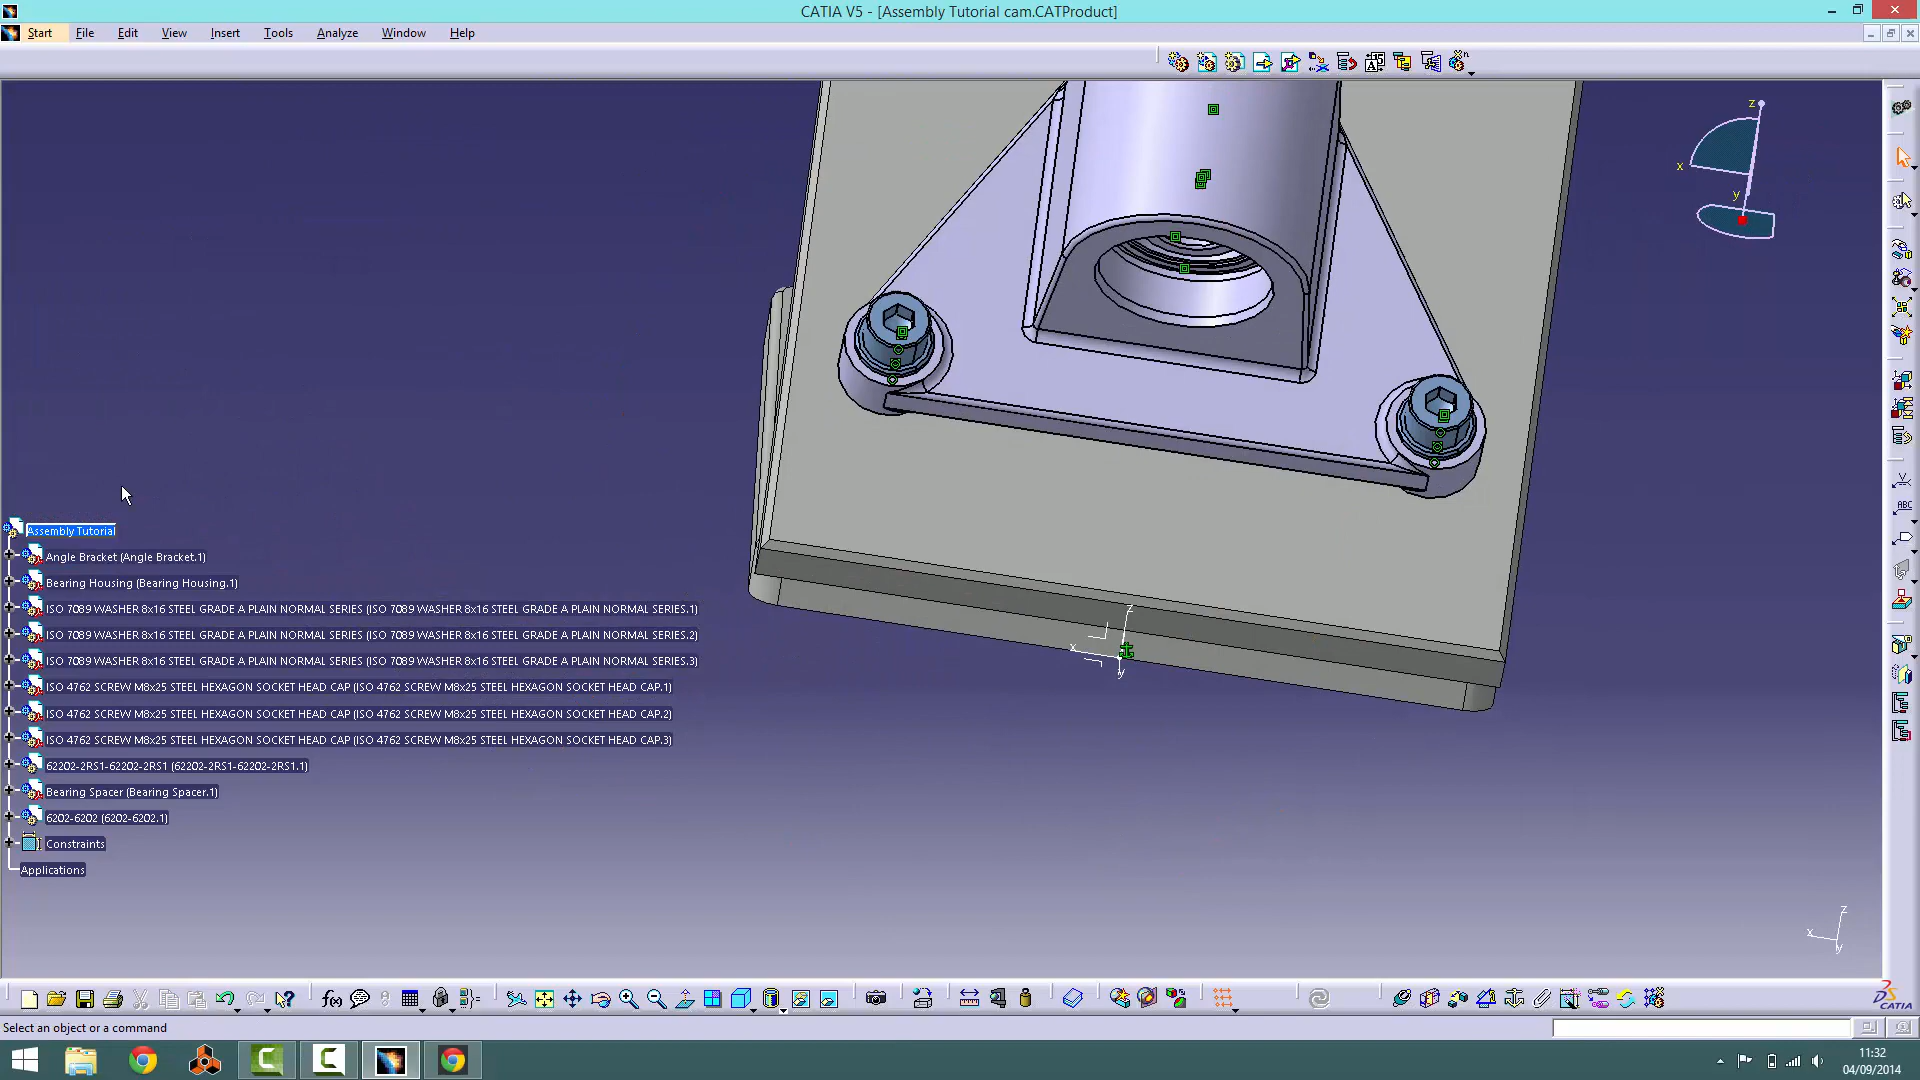 CATIA V5 - [Assembly Tutorial cam.CATProduct]
Start File Edit View Insert Tools Analyze Window Help
z
x
y
Assembly Tutorial
Angle Bracket (Angle Bracket.1)
Bearing Housing (Bearing Housing.1)
ISO 7089 WASHER 8x16 STEEL GRADE A PLAIN NORMAL SERIES (ISO 7089 WASHER 8x16 STEEL GRADE A PLAIN NORMAL SERIES.1)
ISO 7089 WASHER 8x16 STEEL GRADE A PLAIN NORMAL SERIES (ISO 7089 WASHER 8x16 STEEL GRADE A PLAIN NORMAL SERIES.2)
ISO 7089 WASHER 8x16 STEEL GRADE A PLAIN NORMAL SERIES (ISO 7089 WASHER 8x16 STEEL GRADE A PLAIN NORMAL SERIES.3)
ISO 4762 SCREW M8x25 STEEL HEXAGON SOCKET HEAD CAP (ISO 4762 SCREW M8x25 STEEL HEXAGON SOCKET HEAD CAP.1)
ISO 4762 SCREW M8x25 STEEL HEXAGON SOCKET HEAD CAP (ISO 4762 SCREW M8x25 STEEL HEXAGON SOCKET HEAD CAP.2)
ISO 4762 SCREW M8x25 STEEL HEXAGON SOCKET HEAD CAP (ISO 4762 SCREW M8x25 STEEL HEXAGON SOCKET HEAD CAP.3)
62202-2RS1-62202-2RS1 (62202-2RS1-62202-2RS1.1)
Bearing Spacer (Bearing Spacer.1)
6202-6202 (6202-6202.1)
Constraints
Applications
z
x
y
z
x
y
ABC
f(x)
CATIA
Select an object or a command
11:32
04/09/2014